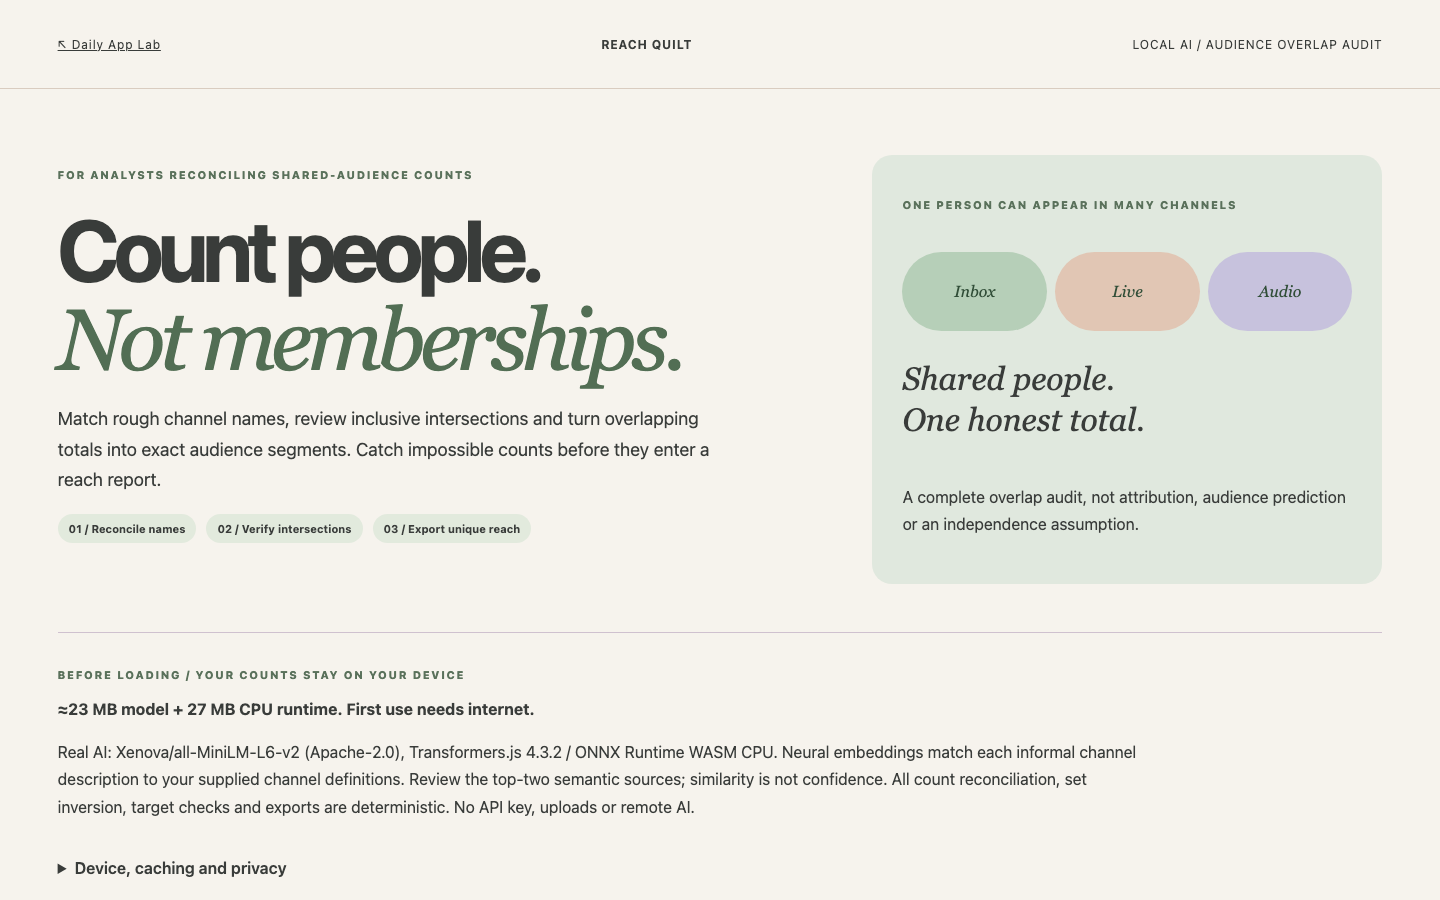 ↖ Daily App Lab
REACH QUILT
LOCAL AI / AUDIENCE OVERLAP AUDIT
FOR ANALYSTS RECONCILING SHARED-AUDIENCE COUNTS
Count people.
Not memberships.
Match rough channel names, review inclusive intersections and turn overlapping
totals into exact audience segments. Catch impossible counts before they enter a
reach report.
01 / Reconcile names
02 / Verify intersections
03 / Export unique reach
ONE PERSON CAN APPEAR IN MANY CHANNELS
Inbox
Live
Audio
Shared people.
One honest total.
A complete overlap audit, not attribution, audience prediction
or an independence assumption.
BEFORE LOADING / YOUR COUNTS STAY ON YOUR DEVICE
≈23 MB model + 27 MB CPU runtime. First use needs internet.
Real AI: Xenova/all-MiniLM-L6-v2 (Apache-2.0), Transformers.js 4.3.2 / ONNX Runtime WASM CPU. Neural embeddings match each informal channel
description to your supplied channel definitions. Review the top-two semantic sources; similarity is not confidence. All count reconciliation, set
inversion, target checks and exports are deterministic. No API key, uploads or remote AI.
▶ Device, caching and privacy